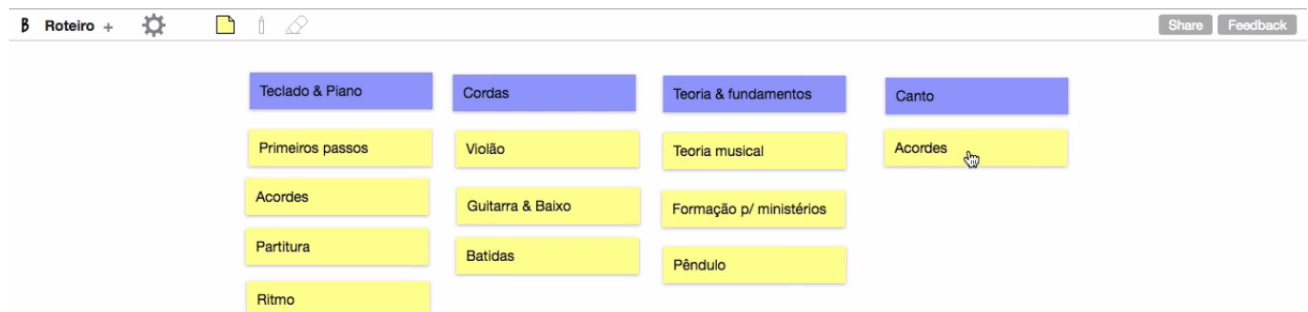 B Roteiro +
Share Feedback
Teclado & Piano
Primeiros passos
Acordes
Partitura
Ritmo
Cordas
Violão
Guitarra & Baixo
Batidas
Teoria & fundamentos
Teoria musical
Formação p/ ministérios
Pêndulo
Canto
Acordes